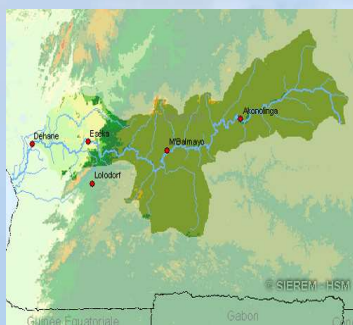 Akonolinga
Dehane
Eséka
M'Balmayo
Lolodorf
© SIEREM - HSM
Guinée Equatoriale
Gabon